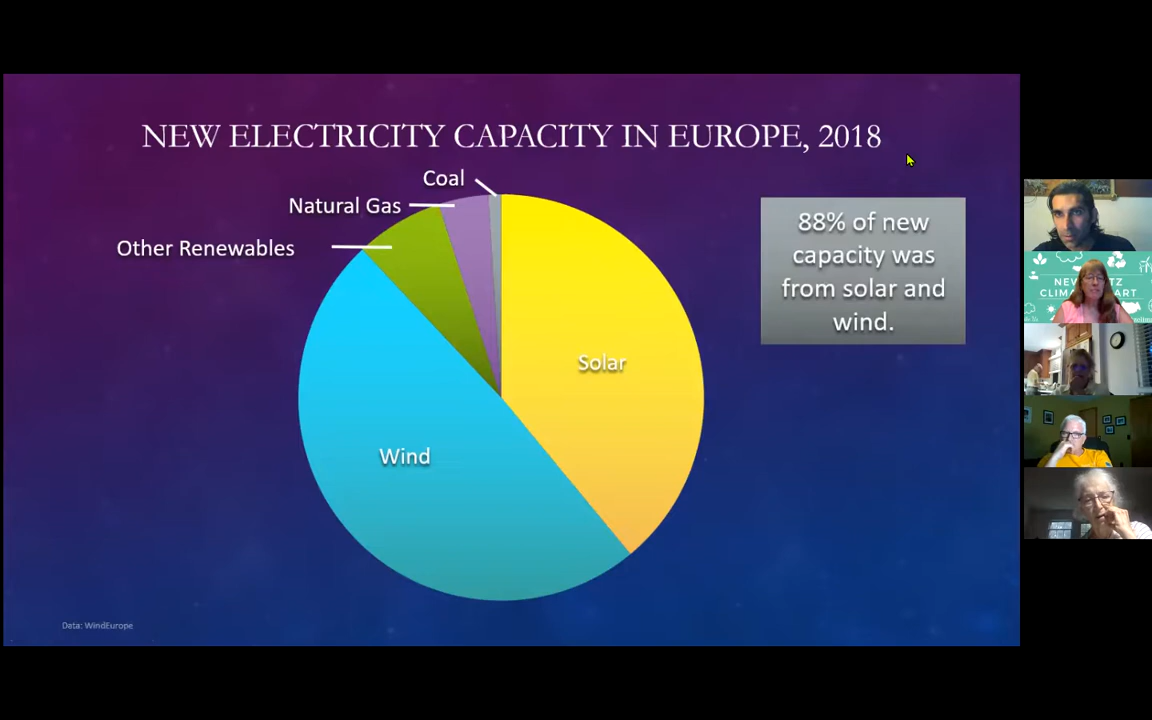 NEW ELECTRICITY CAPACITY IN EUROPE, 2018
Coal
Natural Gas
Other Renewables
88% of new
capacity was
from solar and
wind.
Solar
Wind
Data: WindEurope